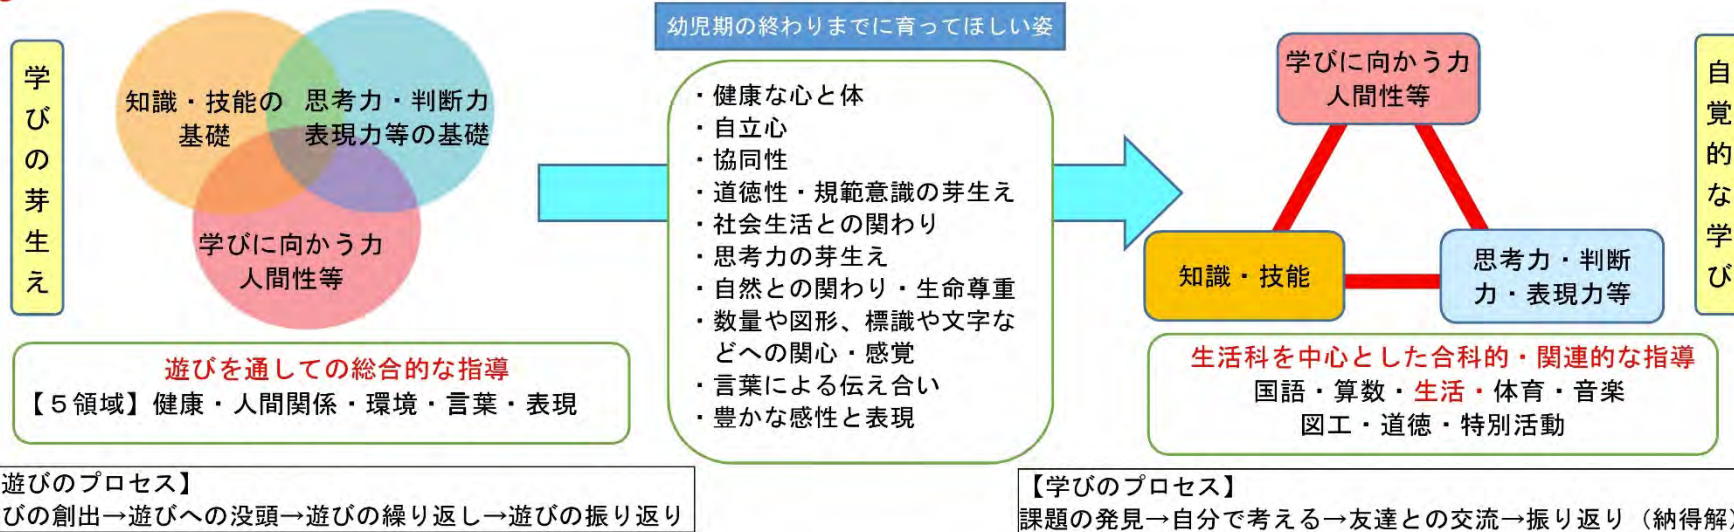 学びの芽生え
知識・技能の
基礎
思考力・判断力
表現力等の基礎
学びに向かう力
人間性等
遊びを通しての総合的な指導
【５領域】健康・人間関係・環境・言葉・表現
遊びのプロセス】
びの創出→遊びへの没頭→遊びの繰り返し→遊びの振り返り
幼児期の終わりまでに育ってほしい姿
・健康な心と体
・自立心
・協同性
・道徳性・規範意識の芽生え
・社会生活との関わり
・思考力の芽生え
・自然との関わり・生命尊重
・数量や図形、標識や文字な
どへの関心・感覚
・言葉による伝え合い
・豊かな感性と表現
学びに向かう力
人間性等
知識・技能
思考力・判断
力・表現力等
自覚的な学び
生活科を中心とした合科的・関連的な指導
国語・算数・生活・体育・音楽
図工・道徳・特別活動
【学びのプロセス】
課題の発見→自分で考える→友達との交流→振り返り（納得解）